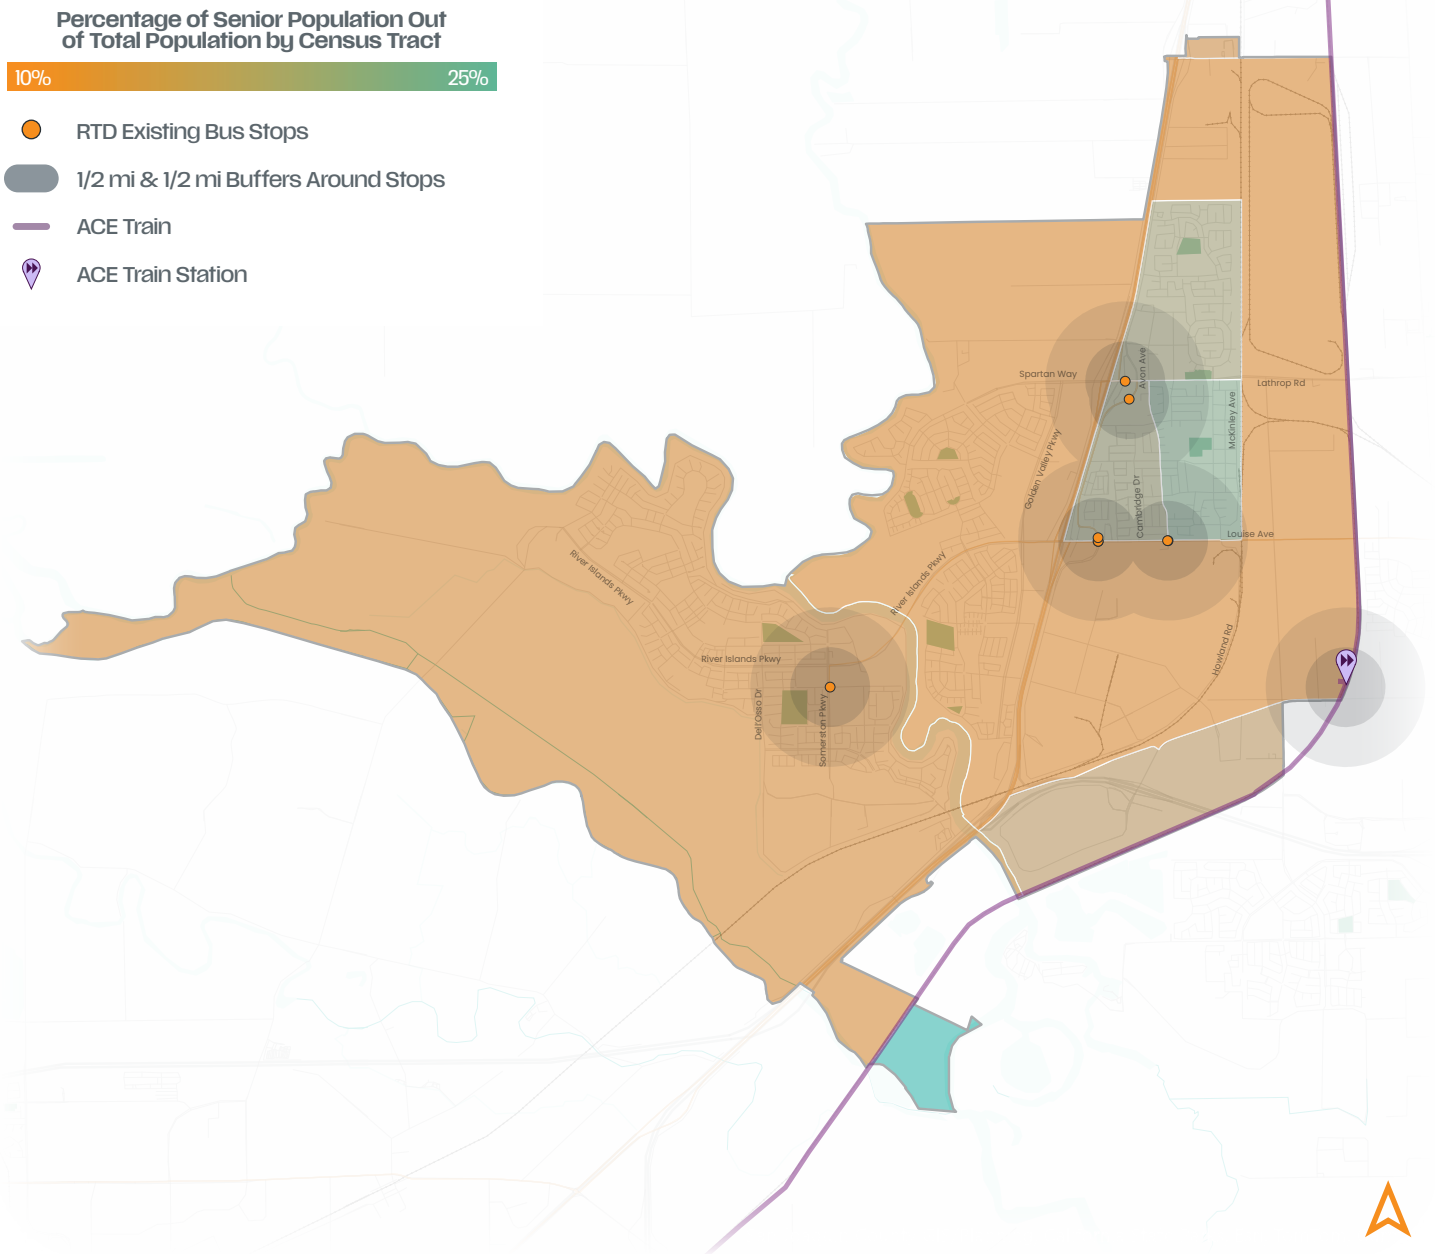 Percentage of Senior Population Out
of Total Population by Census Tract
10%
25%
RTD Existing Bus Stops
1/2 mi & 1/2 mi Buffers Around Stops
ACE Train
ACE Train Station
Spartan Way
Avon Ave
Lathrop Rd
McKinley Ave
Golden Valley Pkwy
Cambridge Dr
Louise Ave
River Islands Pkwy
River Islands Pkwy
Howland Rd
River Islands Pkwy
Dell'Osso Dr
Somerston Pkwy